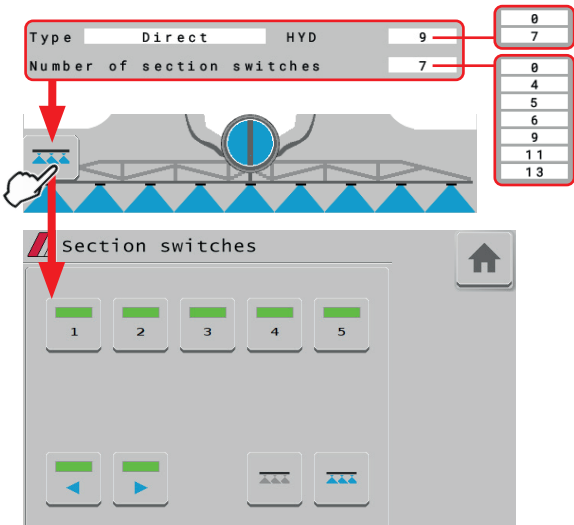 Type Direct HYD 9
Number of section switches 7
0
7
0
4
5
6
9
11
13
Section switches
1 2 3 4 5